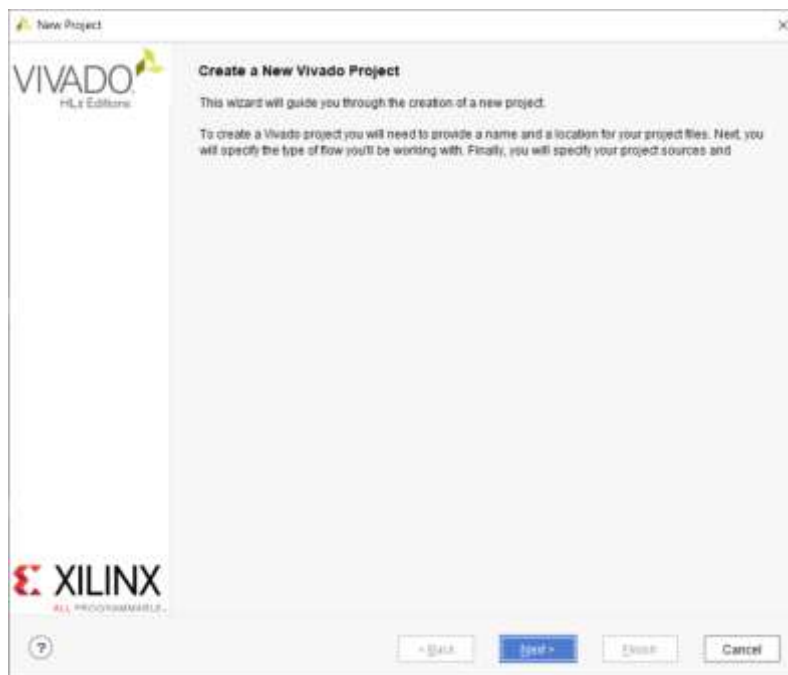 New Project
VIVADO
HLx Editions
Create a New Vivado Project
This wizard will guide you through the creation of a new project.
To create a Vivado project you will need to provide a name and a location for your project files. Next, you
will specify the type of flow you'll be working with. Finally, you will specify your project sources and
XILINX
ALL PROGRAMMABLE.
?
< Back
Next >
Finish
Cancel